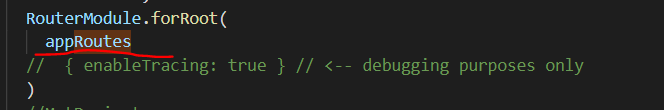 RouterModule.forRoot(
appRoutes
//  { enableTracing: true } // <-- debugging purposes only
)